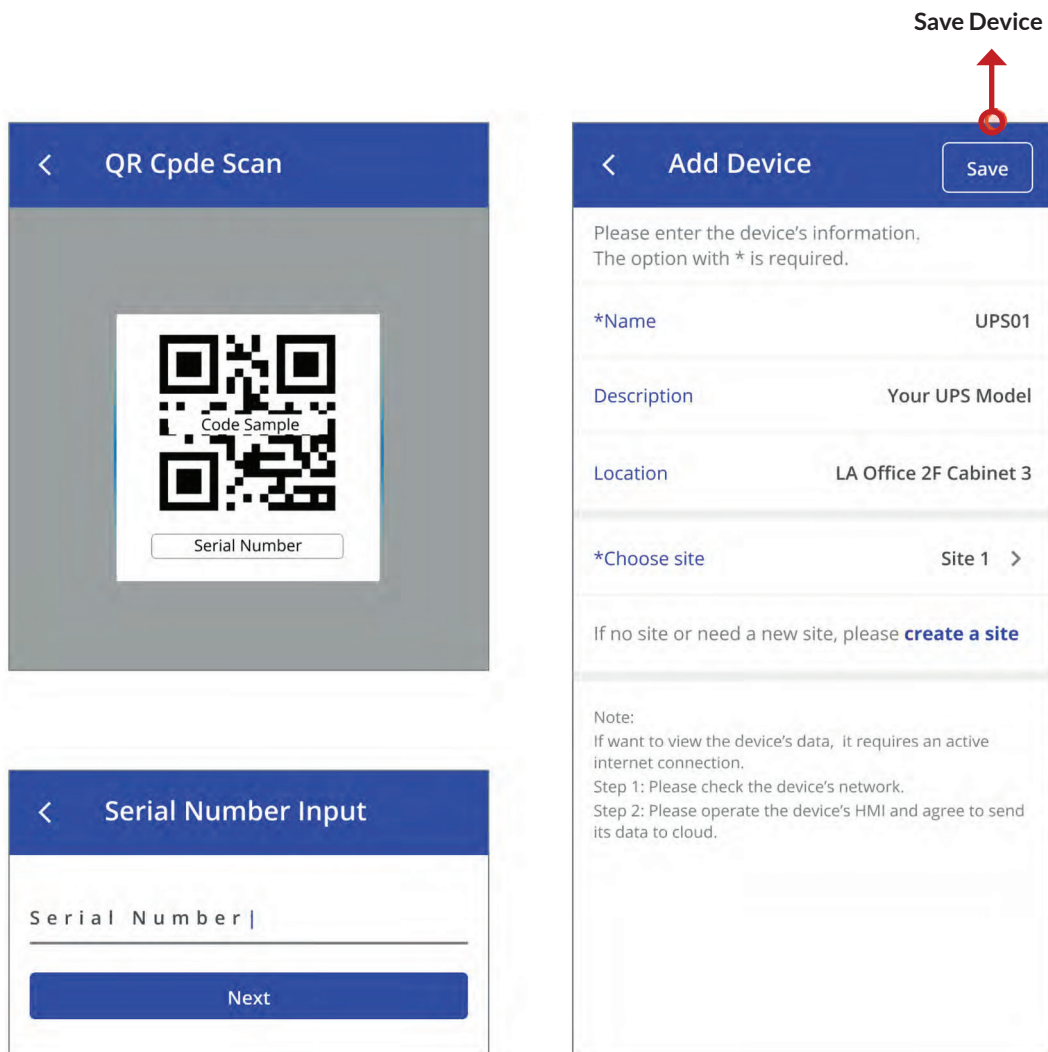 Save Device
QR Cpde Scan
Code Sample
Serial Number
Serial Number Input
Serial Number
Next
Add Device
Save
Please enter the device's information.
The option with * is required.
*Name UPS01
Description Your UPS Model
Location LA Office 2F Cabinet 3
*Choose site Site 1 >
If no site or need a new site, please create a site
Note:
If want to view the device's data, it requires an active
internet connection.
Step 1: Please check the device's network.
Step 2: Please operate the device's HMI and agree to send
its data to cloud.